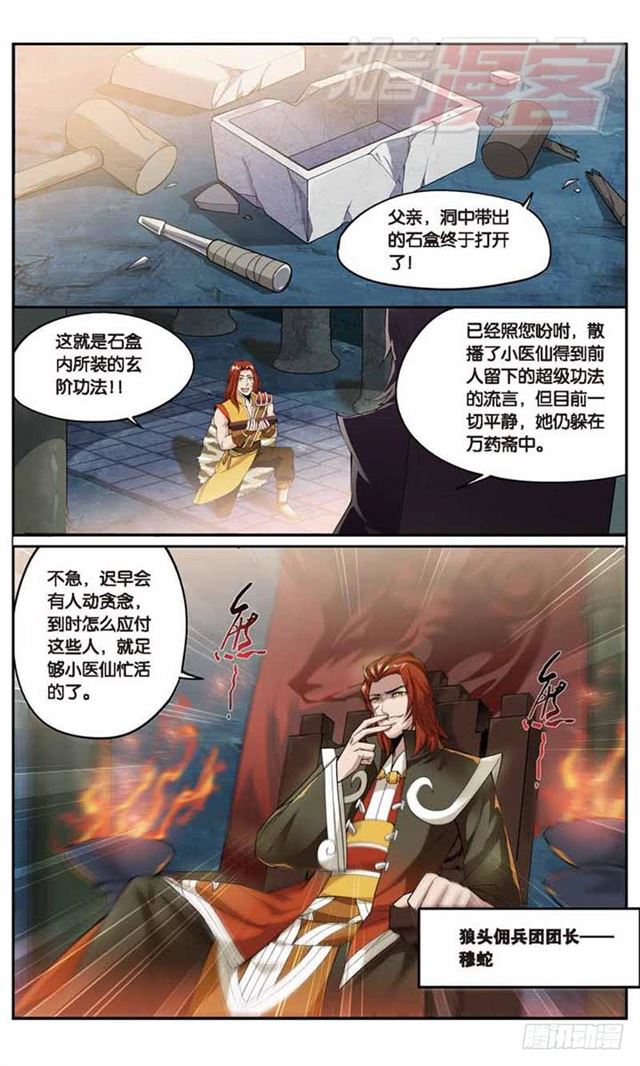 知音漫客
父亲，洞中带出
的石盒终于打开
了！
这就是石盒
内所装的玄
阶功法！！
已经照您吩咐，散
播了小医仙得到前
人留下的超级功法
的流言，但目前一
切平静，她仍躲在
万药斋中。
不急，迟早会
有人动贪念，
到时怎么应付
这些人，就足
够小医仙忙活
的了。
狼头佣兵团团长——
穆蛇
腾讯动漫